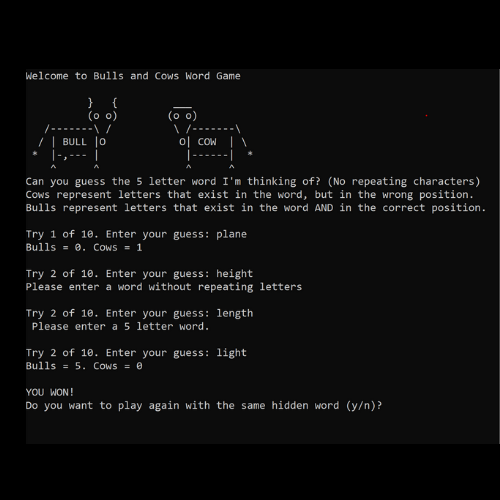 Welcome to Bulls and Cows Word Game
BULL
COW
Can you guess the 5 letter word I'm thinking of? (No repeating characters)
Cows represent letters that exist in the word, but in the wrong position.
Bulls represent letters that exist in the word AND in the correct position.
Try 1 of 10. Enter your guess: plane
Bulls = 0. Cows = 1
Try 2 of 10. Enter your guess: height
Please enter a word without repeating letters
Try 2 of 10. Enter your guess: length
Please enter a 5 letter word.
Try 2 of 10. Enter your guess: light
Bulls = 5. Cows = 0
YOU WON!
Do you want to play again with the same hidden word (y/n)?